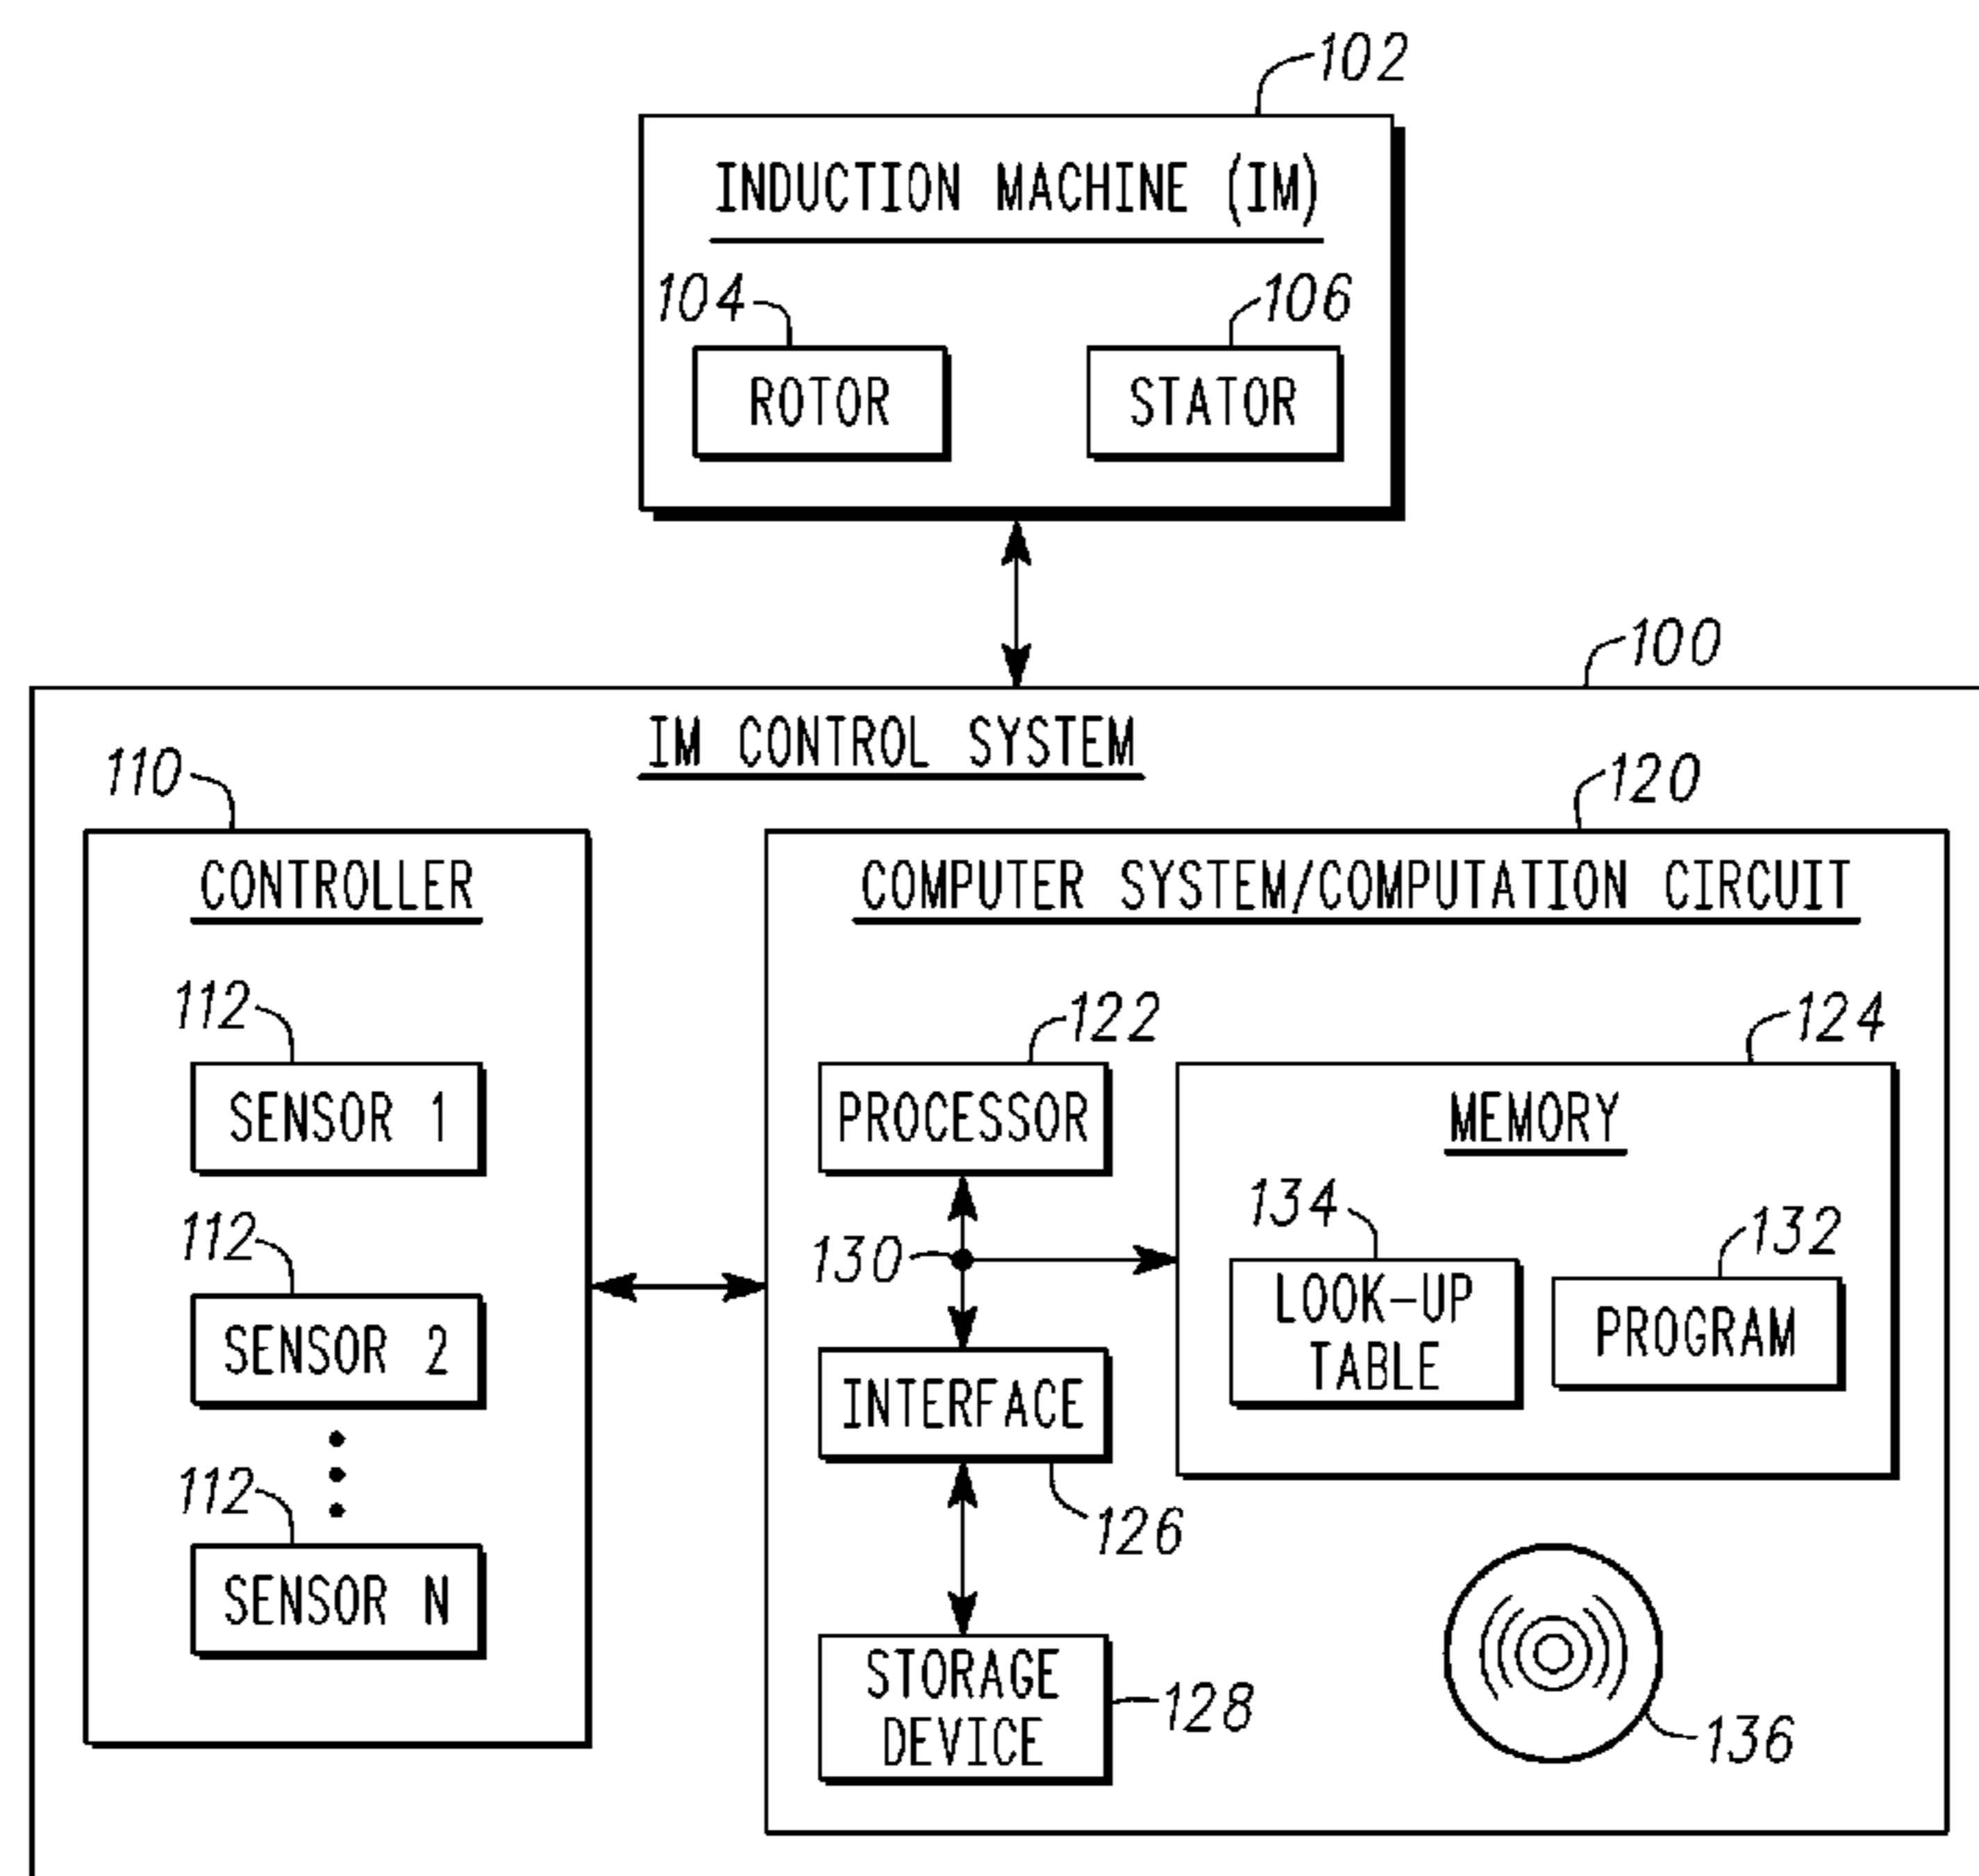 102
INDUCTION MACHINE (IM)
104
106
ROTOR
STATOR
100
IM CONTROL SYSTEM
110
120
CONTROLLER
COMPUTER SYSTEM/COMPUTATION CIRCUIT
112
122
124
SENSOR 1
PROCESSOR
MEMORY
134
132
112
130
LOOK-UP
TABLE
PROGRAM
SENSOR 2
INTERFACE
112
126
SENSOR N
STORAGE
DEVICE
128
136